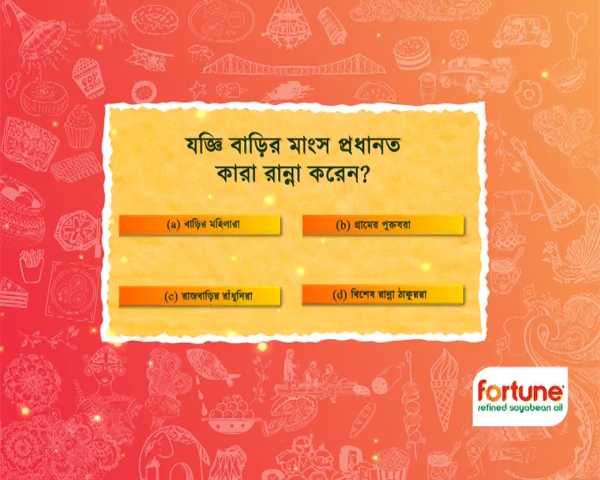 যজ্ঞি বাড়ির মাংস প্রধানত
কারা রান্না করেন?
(a) বাড়ির মহিলারা
(b) গ্রামের পুরুষরা
(c) রাজবাড়ির রাঁধুনিরা
(d) বিশেষ রান্না ঠাকুররা
fortune
refined soyabean oil